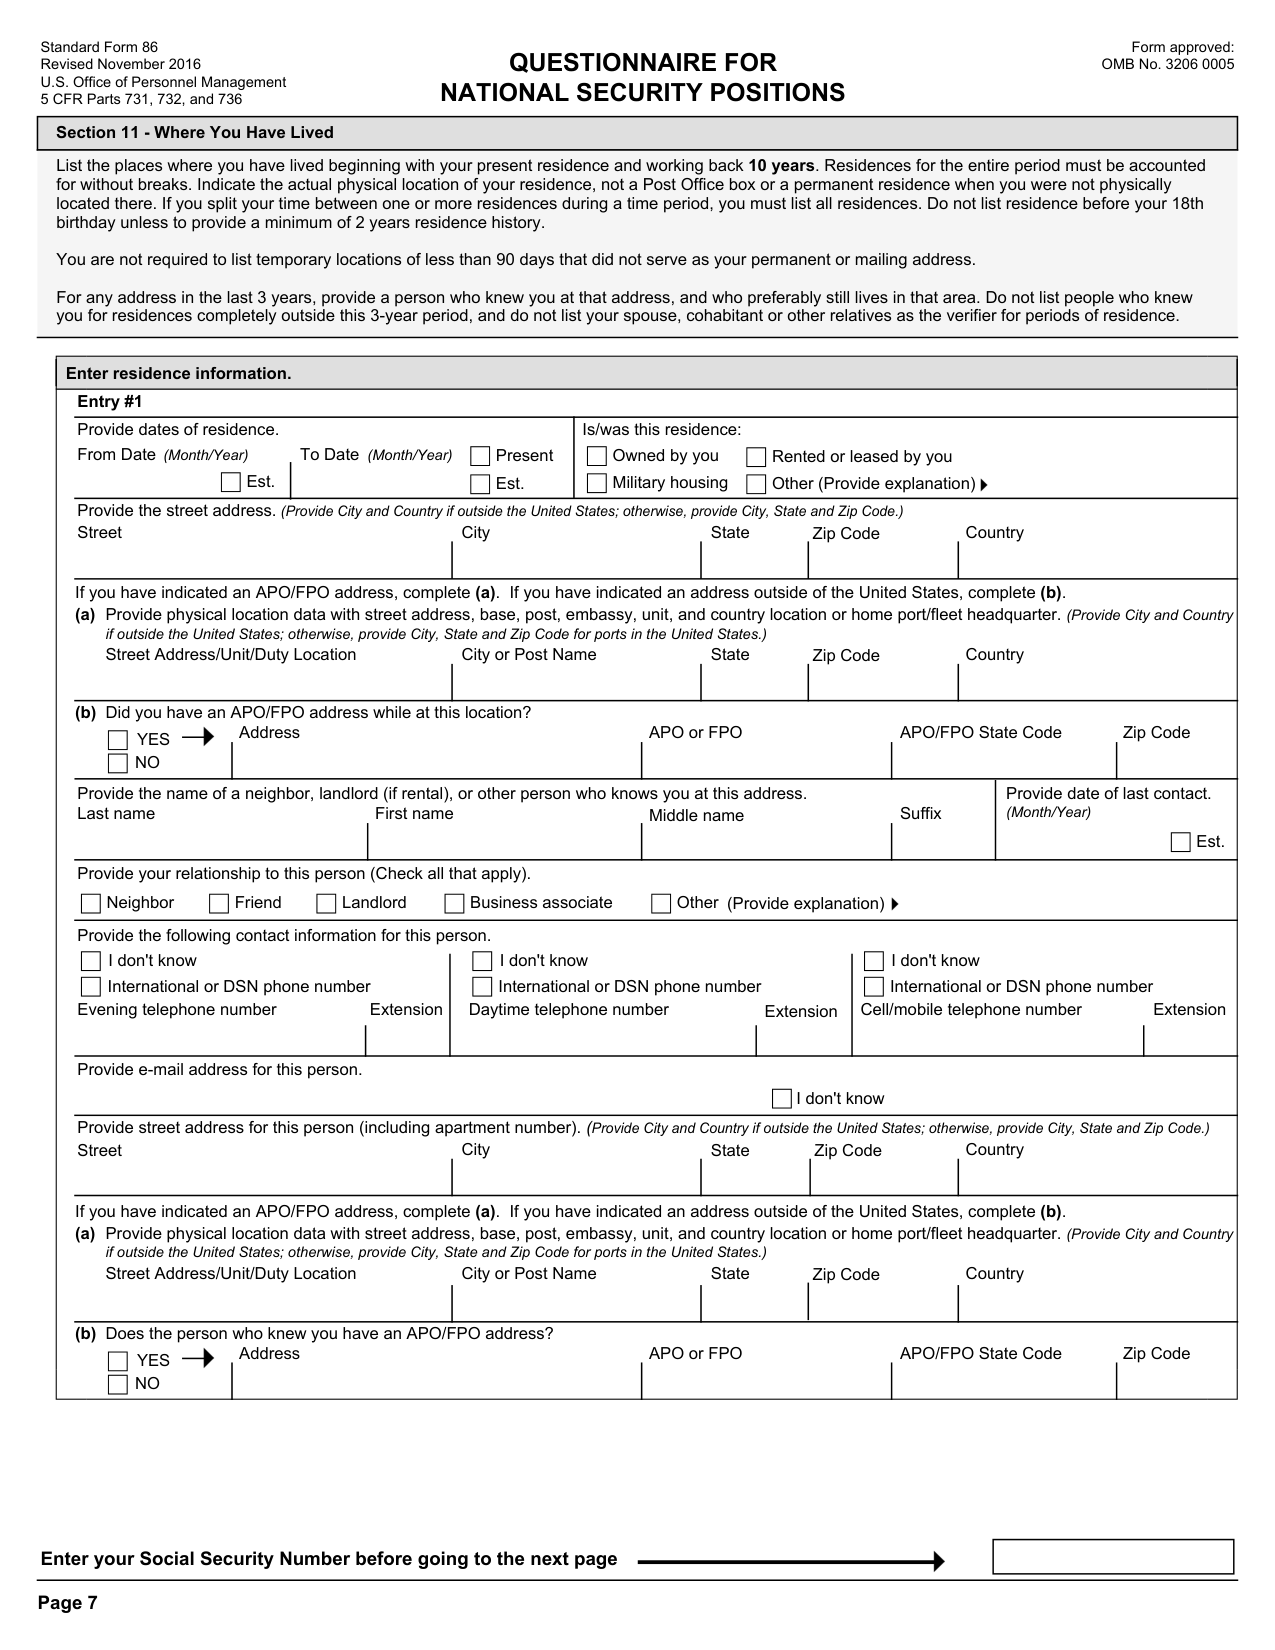 Standard Form 86
Revised November 2016
U.S. Office of Personnel Management
5 CFR Parts 731, 732, and 736
QUESTIONNAIRE FOR
NATIONAL SECURITY POSITIONS
Form approved:
OMB No. 3206 0005
Section 11 - Where You Have Lived
List the places where you have lived beginning with your present residence and working back 10 years. Residences for the entire period must be accounted
for without breaks. Indicate the actual physical location of your residence, not a Post Office box or a permanent residence when you were not physically
located there. If you split your time between one or more residences during a time period, you must list all residences. Do not list residence before your 18th
birthday unless to provide a minimum of 2 years residence history.
You are not required to list temporary locations of less than 90 days that did not serve as your permanent or mailing address.
For any address in the last 3 years, provide a person who knew you at that address, and who preferably still lives in that area. Do not list people who knew
you for residences completely outside this 3-year period, and do not list your spouse, cohabitant or other relatives as the verifier for periods of residence.
Enter residence information.
Entry #1
Provide dates of residence.
From Date (Month/Year) To Date (Month/Year) Present
Est. Est.
Is/was this residence:
Owned by you Rented or leased by you
Military housing Other (Provide explanation)
Provide the street address. (Provide City and Country if outside the United States; otherwise, provide City, State and Zip Code.)
Street City State Zip Code Country
If you have indicated an APO/FPO address, complete (a). If you have indicated an address outside of the United States, complete (b).
(a) Provide physical location data with street address, base, post, embassy, unit, and country location or home port/fleet headquarter. (Provide City and Country
if outside the United States; otherwise, provide City, State and Zip Code for ports in the United States.)
Street Address/Unit/Duty Location City or Post Name State Zip Code Country
(b) Did you have an APO/FPO address while at this location?
YES Address APO or FPO APO/FPO State Code Zip Code
NO
Provide the name of a neighbor, landlord (if rental), or other person who knows you at this address.
Last name First name Middle name Suffix
Provide date of last contact.
(Month/Year)
Est.
Provide your relationship to this person (Check all that apply).
Neighbor Friend Landlord Business associate Other (Provide explanation)
Provide the following contact information for this person.
I don't know I don't know I don't know
International or DSN phone number International or DSN phone number International or DSN phone number
Evening telephone number Extension Daytime telephone number Extension Cell/mobile telephone number Extension
Provide e-mail address for this person.
I don't know
Provide street address for this person (including apartment number). (Provide City and Country if outside the United States; otherwise, provide City, State and Zip Code.)
Street City State Zip Code Country
If you have indicated an APO/FPO address, complete (a). If you have indicated an address outside of the United States, complete (b).
(a) Provide physical location data with street address, base, post, embassy, unit, and country location or home port/fleet headquarter. (Provide City and Country
if outside the United States; otherwise, provide City, State and Zip Code for ports in the United States.)
Street Address/Unit/Duty Location City or Post Name State Zip Code Country
(b) Does the person who knew you have an APO/FPO address?
YES Address APO or FPO APO/FPO State Code Zip Code
NO
Enter your Social Security Number before going to the next page
Page 7